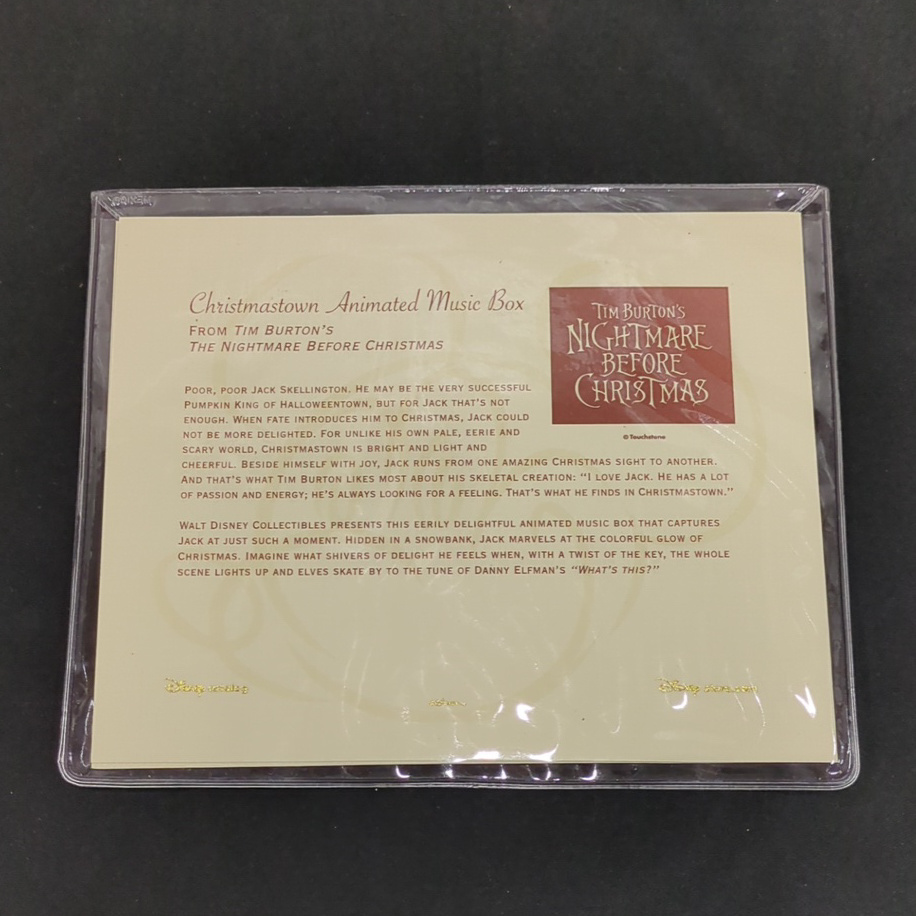 Christmastown Animated Music Box
FROM TIM BURTON'S
THE NIGHTMARE BEFORE CHRISTMAS
TIM BURTON'S
NIGHTMARE
BEFORE
CHRISTMAS
© Touchstone
POOR, POOR JACK SKELLINGTON. HE MAY BE THE VERY SUCCESSFUL
PUMPKIN KING OF HALLOWEENTOWN, BUT FOR JACK THAT'S NOT
ENOUGH. WHEN FATE INTRODUCES HIM TO CHRISTMAS, JACK COULD
NOT BE MORE DELIGHTED. FOR UNLIKE HIS OWN PALE, EERIE AND
SCARY WORLD, CHRISTMASTOWN IS BRIGHT AND LIGHT AND
CHEERFUL. BESIDE HIMSELF WITH JOY, JACK RUNS FROM ONE AMAZING CHRISTMAS SIGHT TO ANOTHER.
AND THAT'S WHAT TIM BURTON LIKES MOST ABOUT HIS SKELETAL CREATION: "I LOVE JACK. HE HAS A LOT
OF PASSION AND ENERGY; HE'S ALWAYS LOOKING FOR A FEELING. THAT'S WHAT HE FINDS IN CHRISTMASTOWN."
WALT DISNEY COLLECTIBLES PRESENTS THIS EERILY DELIGHTFUL ANIMATED MUSIC BOX THAT CAPTURES
JACK AT JUST SUCH A MOMENT. HIDDEN IN A SNOWBANK, JACK MARVELS AT THE COLORFUL GLOW OF
CHRISTMAS. IMAGINE WHAT SHIVERS OF DELIGHT HE FEELS WHEN, WITH A TWIST OF THE KEY, THE WHOLE
SCENE LIGHTS UP AND ELVES SKATE BY TO THE TUNE OF DANNY ELFMAN'S "WHAT'S THIS?"
Disney catalog
Disney store.com